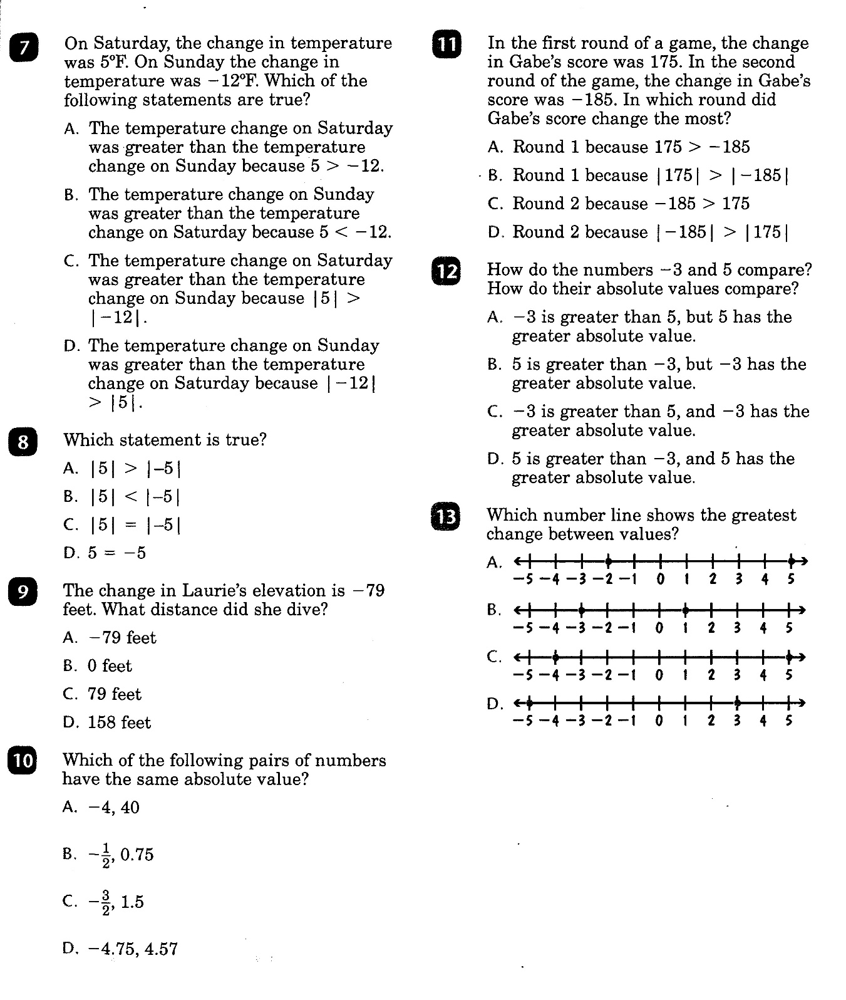 7
On Saturday, the change in temperature
was 5ºF. On Sunday the change in
temperature was −12ºF. Which of the
following statements are true?
A. The temperature change on Saturday
was greater than the temperature
change on Sunday because 5 > −12.
B. The temperature change on Sunday
was greater than the temperature
change on Saturday because 5 < −12.
C. The temperature change on Saturday
was greater than the temperature
change on Sunday because |5| >
|−12|.
D. The temperature change on Sunday
was greater than the temperature
change on Saturday because |−12|
> |5|.
8
Which statement is true?
A. |5| > |−5|
B. |5| < |−5|
C. |5| = |−5|
D. 5 = −5
9
The change in Laurie's elevation is −79
feet. What distance did she dive?
A. −79 feet
B. 0 feet
C. 79 feet
D. 158 feet
10
Which of the following pairs of numbers
have the same absolute value?
A. −4, 40
B. −1/2, 0.75
C. −3/2, 1.5
D. −4.75, 4.57
11
In the first round of a game, the change
in Gabe's score was 175. In the second
round of the game, the change in Gabe's
score was −185. In which round did
Gabe's score change the most?
A. Round 1 because 175 > −185
B. Round 1 because |175| > |−185|
C. Round 2 because −185 > 175
D. Round 2 because |−185| > |175|
12
How do the numbers −3 and 5 compare?
How do their absolute values compare?
A. −3 is greater than 5, but 5 has the
greater absolute value.
B. 5 is greater than −3, but −3 has the
greater absolute value.
C. −3 is greater than 5, and −3 has the
greater absolute value.
D. 5 is greater than −3, and 5 has the
greater absolute value.
13
Which number line shows the greatest
change between values?
A.
−5 −4 −3 −2 −1 0 1 2 3 4 5
B.
−5 −4 −3 −2 −1 0 1 2 3 4 5
C.
−5 −4 −3 −2 −1 0 1 2 3 4 5
D.
−5 −4 −3 −2 −1 0 1 2 3 4 5